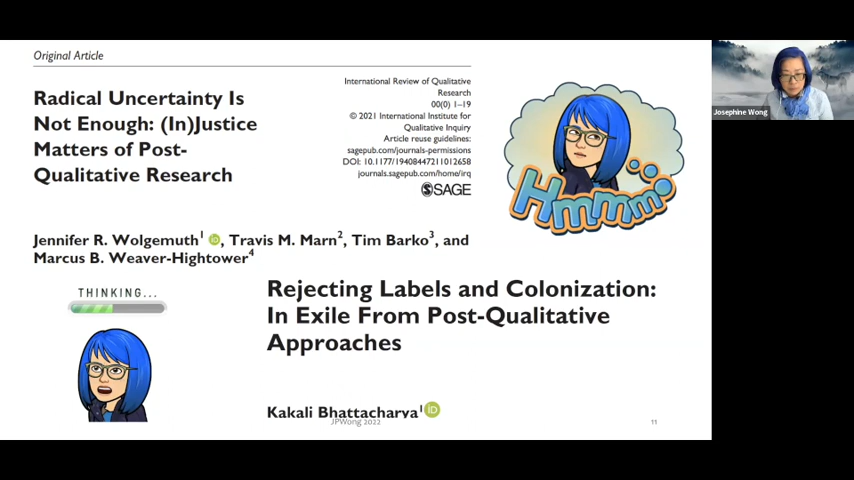 Original Article
Radical Uncertainty Is
Not Enough: (In)Justice
Matters of Post-
Qualitative Research
International Review of Qualitative
Research
00(0) 1–19
© 2021 International Institute for
Qualitative Inquiry
Article reuse guidelines:
sagepub.com/journals-permissions
DOI: 10.1177/19408447211012658
journals.sagepub.com/home/irq
SAGE
Jennifer R. Wolgemuth1 iD, Travis M. Marn2, Tim Barko3, and
Marcus B. Weaver-Hightower4
Hmmmm
THINKING...
Rejecting Labels and Colonization:
In Exile From Post-Qualitative
Approaches
Kakali Bhattacharya1 iD
JPWong 2022
11
Josephine Wong